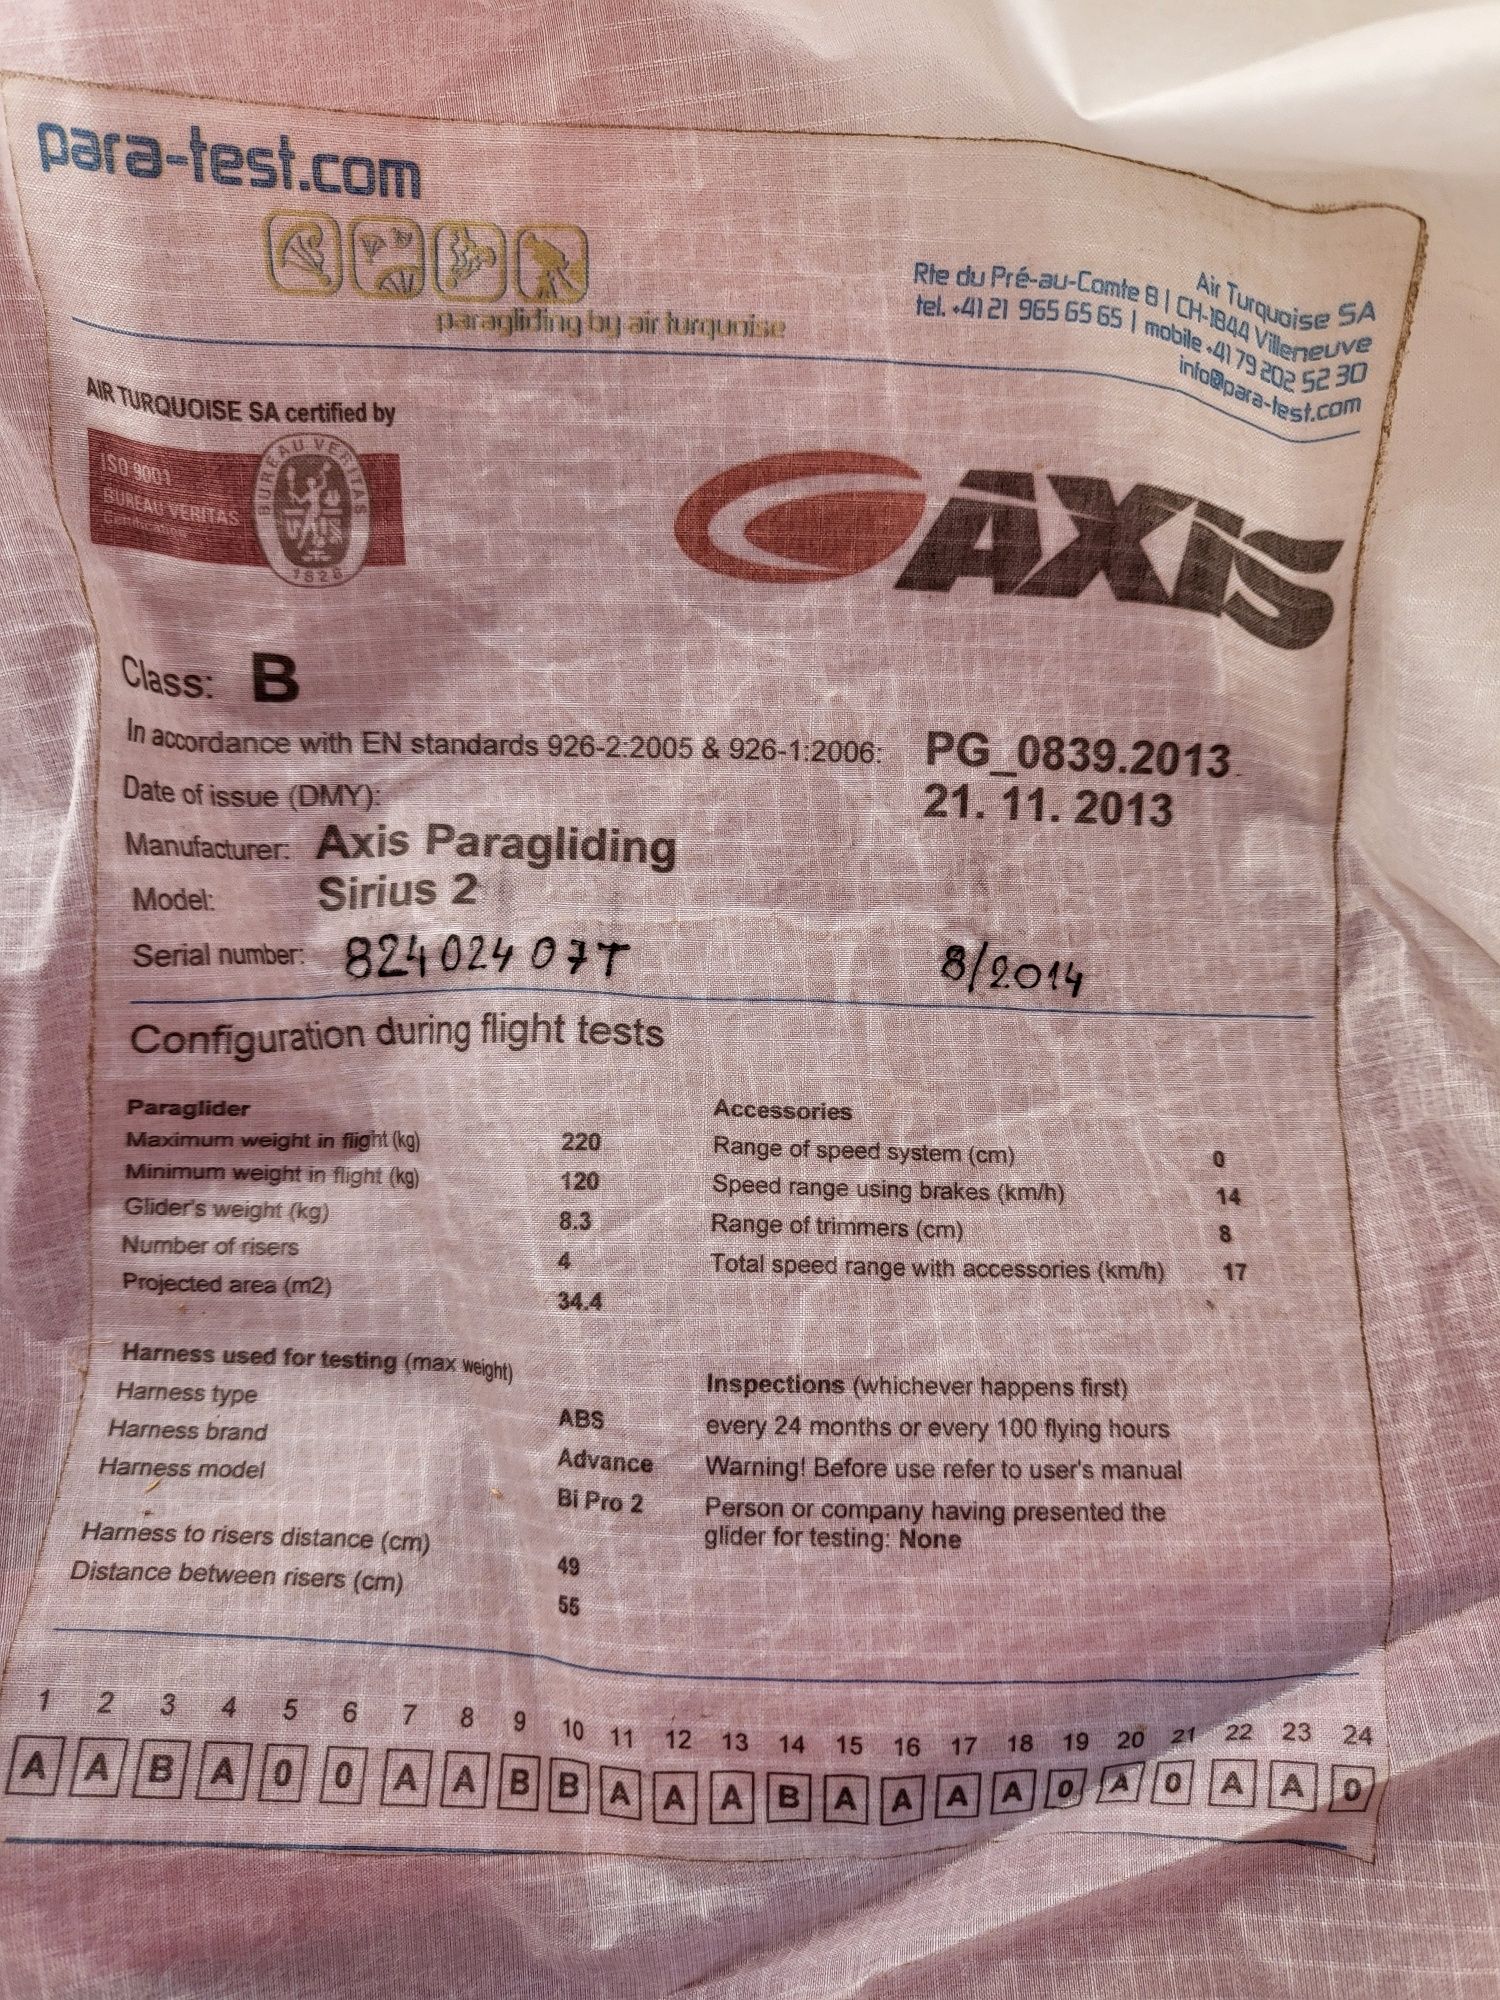 para-test.com
paragliding by air turquoise
Air Turquoise SA
Rte du Pré-au-Comte 8 | CH-1844 Villeneuve
tel. +41 21 965 65 65 | mobile +41 79 202 52 30
info@para-test.com
AIR TURQUOISE SA certified by
ISO 9001
BUREAU VERITAS
Certification
BUREAU VERITAS
1828
AXIS
Class: B
In accordance with EN standards 926-2:2005 & 926-1:2006: PG_0839.2013
Date of issue (DMY): 21. 11. 2013
Manufacturer: Axis Paragliding
Model: Sirius 2
Serial number: 824 024 07T 8/2014
Configuration during flight tests
Paraglider
Maximum weight in flight (kg) 220
Minimum weight in flight (kg) 120
Glider's weight (kg) 8.3
Number of risers 4
Projected area (m2) 34.4
Accessories
Range of speed system (cm) 0
Speed range using brakes (km/h) 14
Range of trimmers (cm) 8
Total speed range with accessories (km/h) 17
Harness used for testing (max weight)
Harness type ABS
Harness brand Advance
Harness model Bi Pro 2
Harness to risers distance (cm) 49
Distance between risers (cm) 55
Inspections (whichever happens first)
every 24 months or every 100 flying hours
Warning! Before use refer to user's manual
Person or company having presented the
glider for testing: None
1 2 3 4 5 6 7 8 9 10 11 12 13 14 15 16 17 18 19 20 21 22 23 24
A A B A 0 0 A A B B A A A B A A A A 0 A 0 A A 0